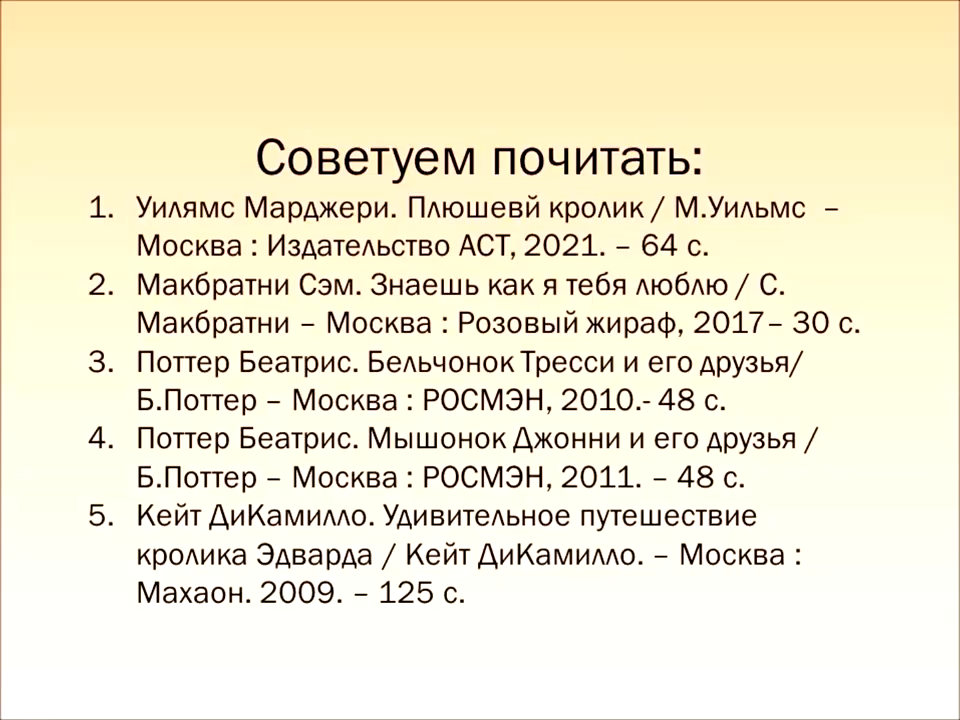 Советуем почитать:
1. Уилямс Марджери. Плюшевй кролик / М.Уильмс –
Москва : Издательство АСТ, 2021. – 64 с.
2. Макбратни Сэм. Знаешь как я тебя люблю / С.
Макбратни – Москва : Розовый жираф, 2017– 30 с.
3. Поттер Беатрис. Бельчонок Тресси и его друзья/
Б.Поттер – Москва : РОСМЭН, 2010.- 48 с.
4. Поттер Беатрис. Мышонок Джонни и его друзья /
Б.Поттер – Москва : РОСМЭН, 2011. – 48 с.
5. Кейт ДиКамилло. Удивительное путешествие
кролика Эдварда / Кейт ДиКамилло. – Москва :
Махаон. 2009. – 125 с.